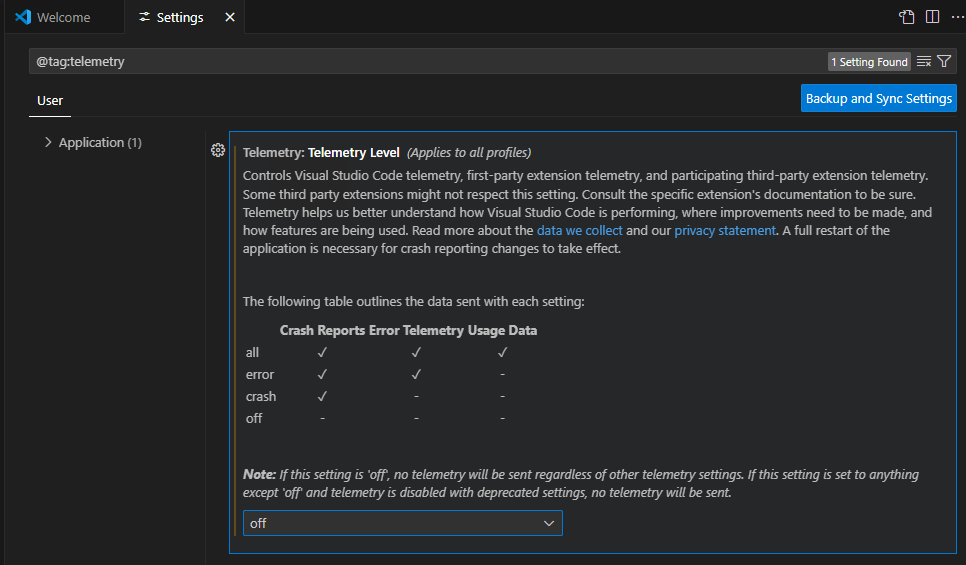 Welcome
Settings
@tag:telemetry
1 Setting Found
User
Backup and Sync Settings
Application (1)
Telemetry: Telemetry Level (Applies to all profiles)
Controls Visual Studio Code telemetry, first-party extension telemetry, and participating third-party extension telemetry.
Some third party extensions might not respect this setting. Consult the specific extension's documentation to be sure.
Telemetry helps us better understand how Visual Studio Code is performing, where improvements need to be made, and
how features are being used. Read more about the data we collect and our privacy statement. A full restart of the
application is necessary for crash reporting changes to take effect.
The following table outlines the data sent with each setting:
Crash Reports Error Telemetry Usage Data
all ✓ ✓ ✓
error ✓ ✓ -
crash ✓ - -
off - - -
Note: If this setting is 'off', no telemetry will be sent regardless of other telemetry settings. If this setting is set to anything
except 'off' and telemetry is disabled with deprecated settings, no telemetry will be sent.
off